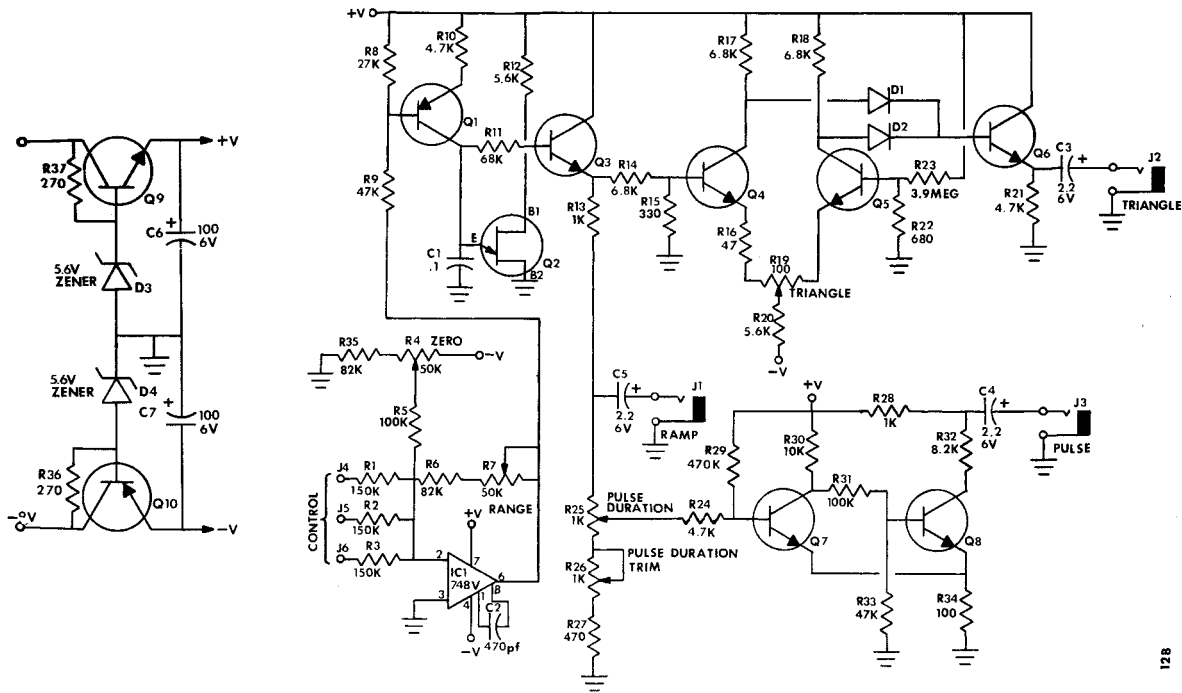 +V
R37
270
Q9
C6
+
100
6V
5.6V
ZENER
D3
5.6V
ZENER
D4
C7
+
100
6V
R36
270
Q10
-V
-V
+V
R8
27K
R10
4.7K
R12
5.6K
Q1
R11
68K
R9
47K
C1
.1
E
B1
B2
Q2
Q3
R14
6.8K
R13
1K
R15
330
R17
6.8K
R18
6.8K
D1
D2
Q4
Q5
R16
47
R19
100
TRIANGLE
R20
5.6K
-V
R23
3.9MEG
R22
680
Q6
R21
4.7K
C3
+
2.2
6V
J2
TRIANGLE
R35
82K
R4
ZERO
50K
-V
R5
100K
CONTROL
J4
R1
150K
J5
R2
150K
J6
R3
150K
R6
82K
R7
50K
RANGE
+V
7
2
3
IC1
748V
6
8
1
4
C2
470pf
-V
C5
+
2.2
6V
J1
RAMP
R25
1K
PULSE
DURATION
R26
1K
PULSE DURATION
TRIM
R27
470
R24
4.7K
R29
470K
+V
R30
10K
R28
1K
R31
100K
R32
8.2K
C4
+
2.2
6V
J3
PULSE
Q7
Q8
R33
47K
R34
100
128